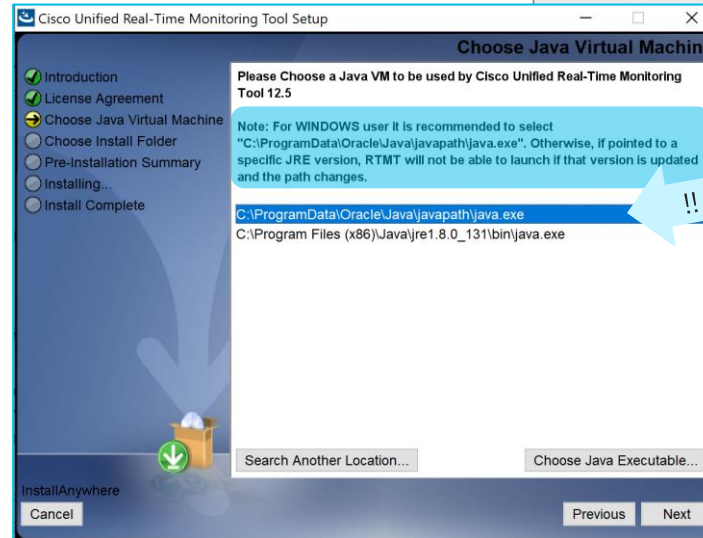 Cisco Unified Real-Time Monitoring Tool Setup
Choose Java Virtual Machin
Introduction
License Agreement
Choose Java Virtual Machine
Choose Install Folder
Pre-Installation Summary
Installing...
Install Complete
Please Choose a Java VM to be used by Cisco Unified Real-Time Monitoring
Tool 12.5
Note: For WINDOWS user it is recommended to select
"C:\ProgramData\Oracle\Java\javapath\java.exe". Otherwise, if pointed to a
specific JRE version, RTMT will not be able to launch if that version is updated
and the path changes.
C:\ProgramData\Oracle\Java\javapath\java.exe
!!
C:\Program Files (x86)\Java\jre1.8.0_131\bin\java.exe
Search Another Location...
Choose Java Executable...
InstallAnywhere
Cancel
Previous
Next